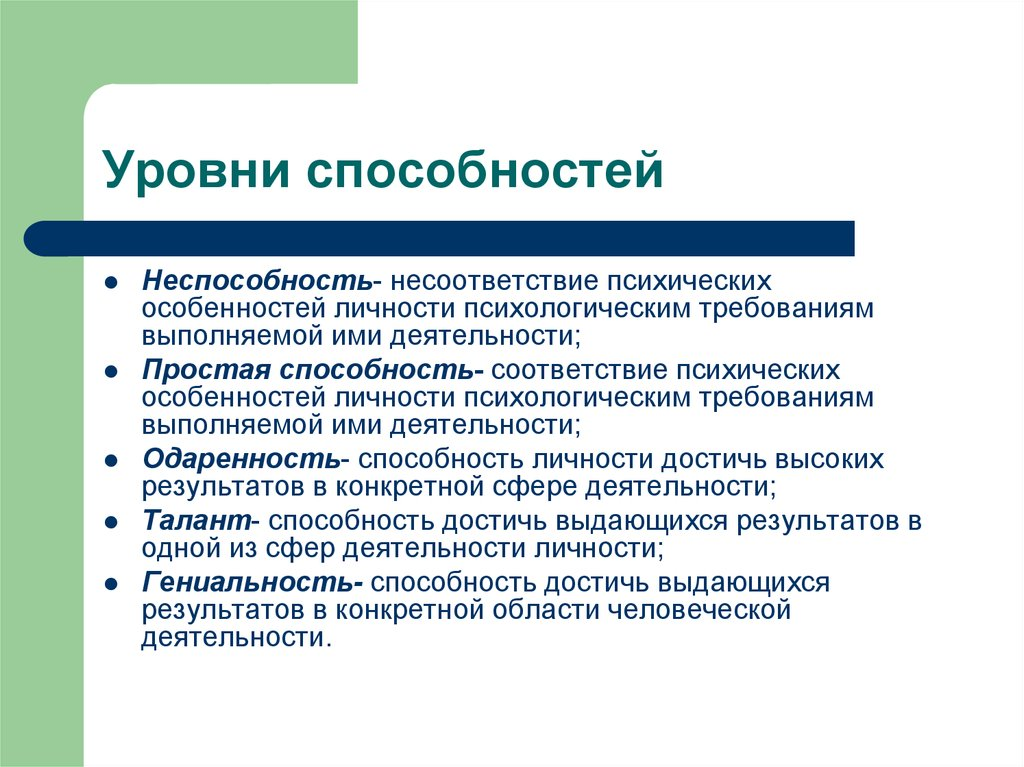 Уровни способностей
Неспособность- несоответствие психических
особенностей личности психологическим требованиям
выполняемой ими деятельности;
Простая способность- соответствие психических
особенностей личности психологическим требованиям
выполняемой ими деятельности;
Одаренность- способность личности достичь высоких
результатов в конкретной сфере деятельности;
Талант- способность достичь выдающихся результатов в
одной из сфер деятельности личности;
Гениальность- способность достичь выдающихся
результатов в конкретной области человеческой
деятельности.